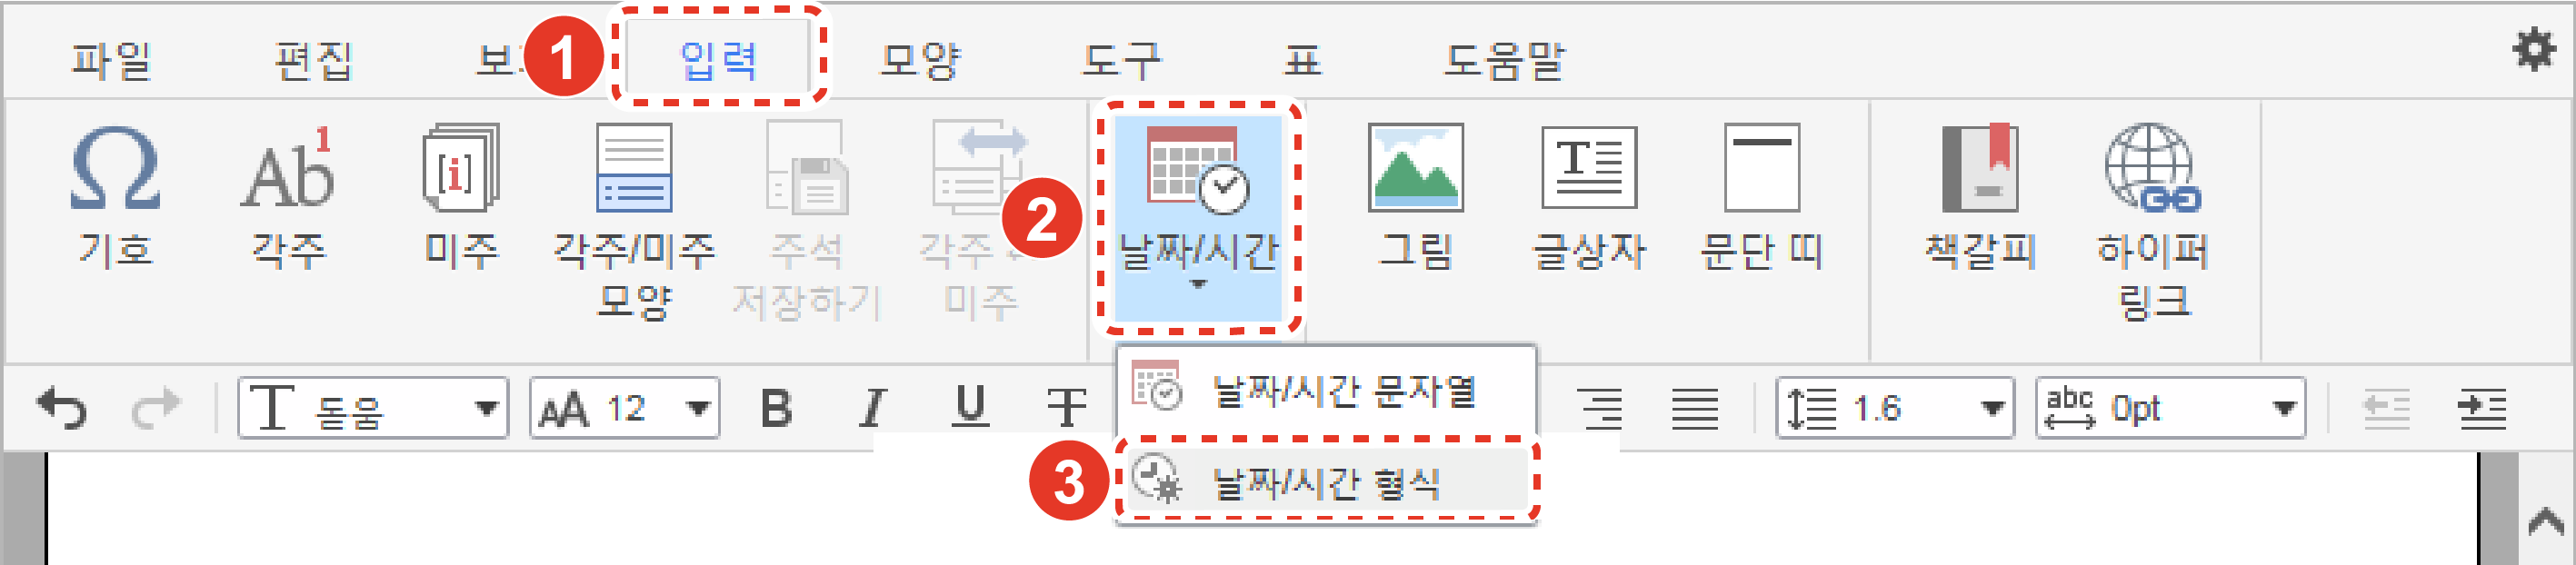 파일 편집 보 1 입력 모양 도구 표 도움말
기호 각주 미주 각주/미주 모양 주석 저장하기 각주 미주 2 날짜/시간 그림 글상자 문단 띠 책갈피 하이퍼 링크
날짜/시간 문자열
돋움 12 B I U T 1.6 abc 0pt
3 날짜/시간 형식